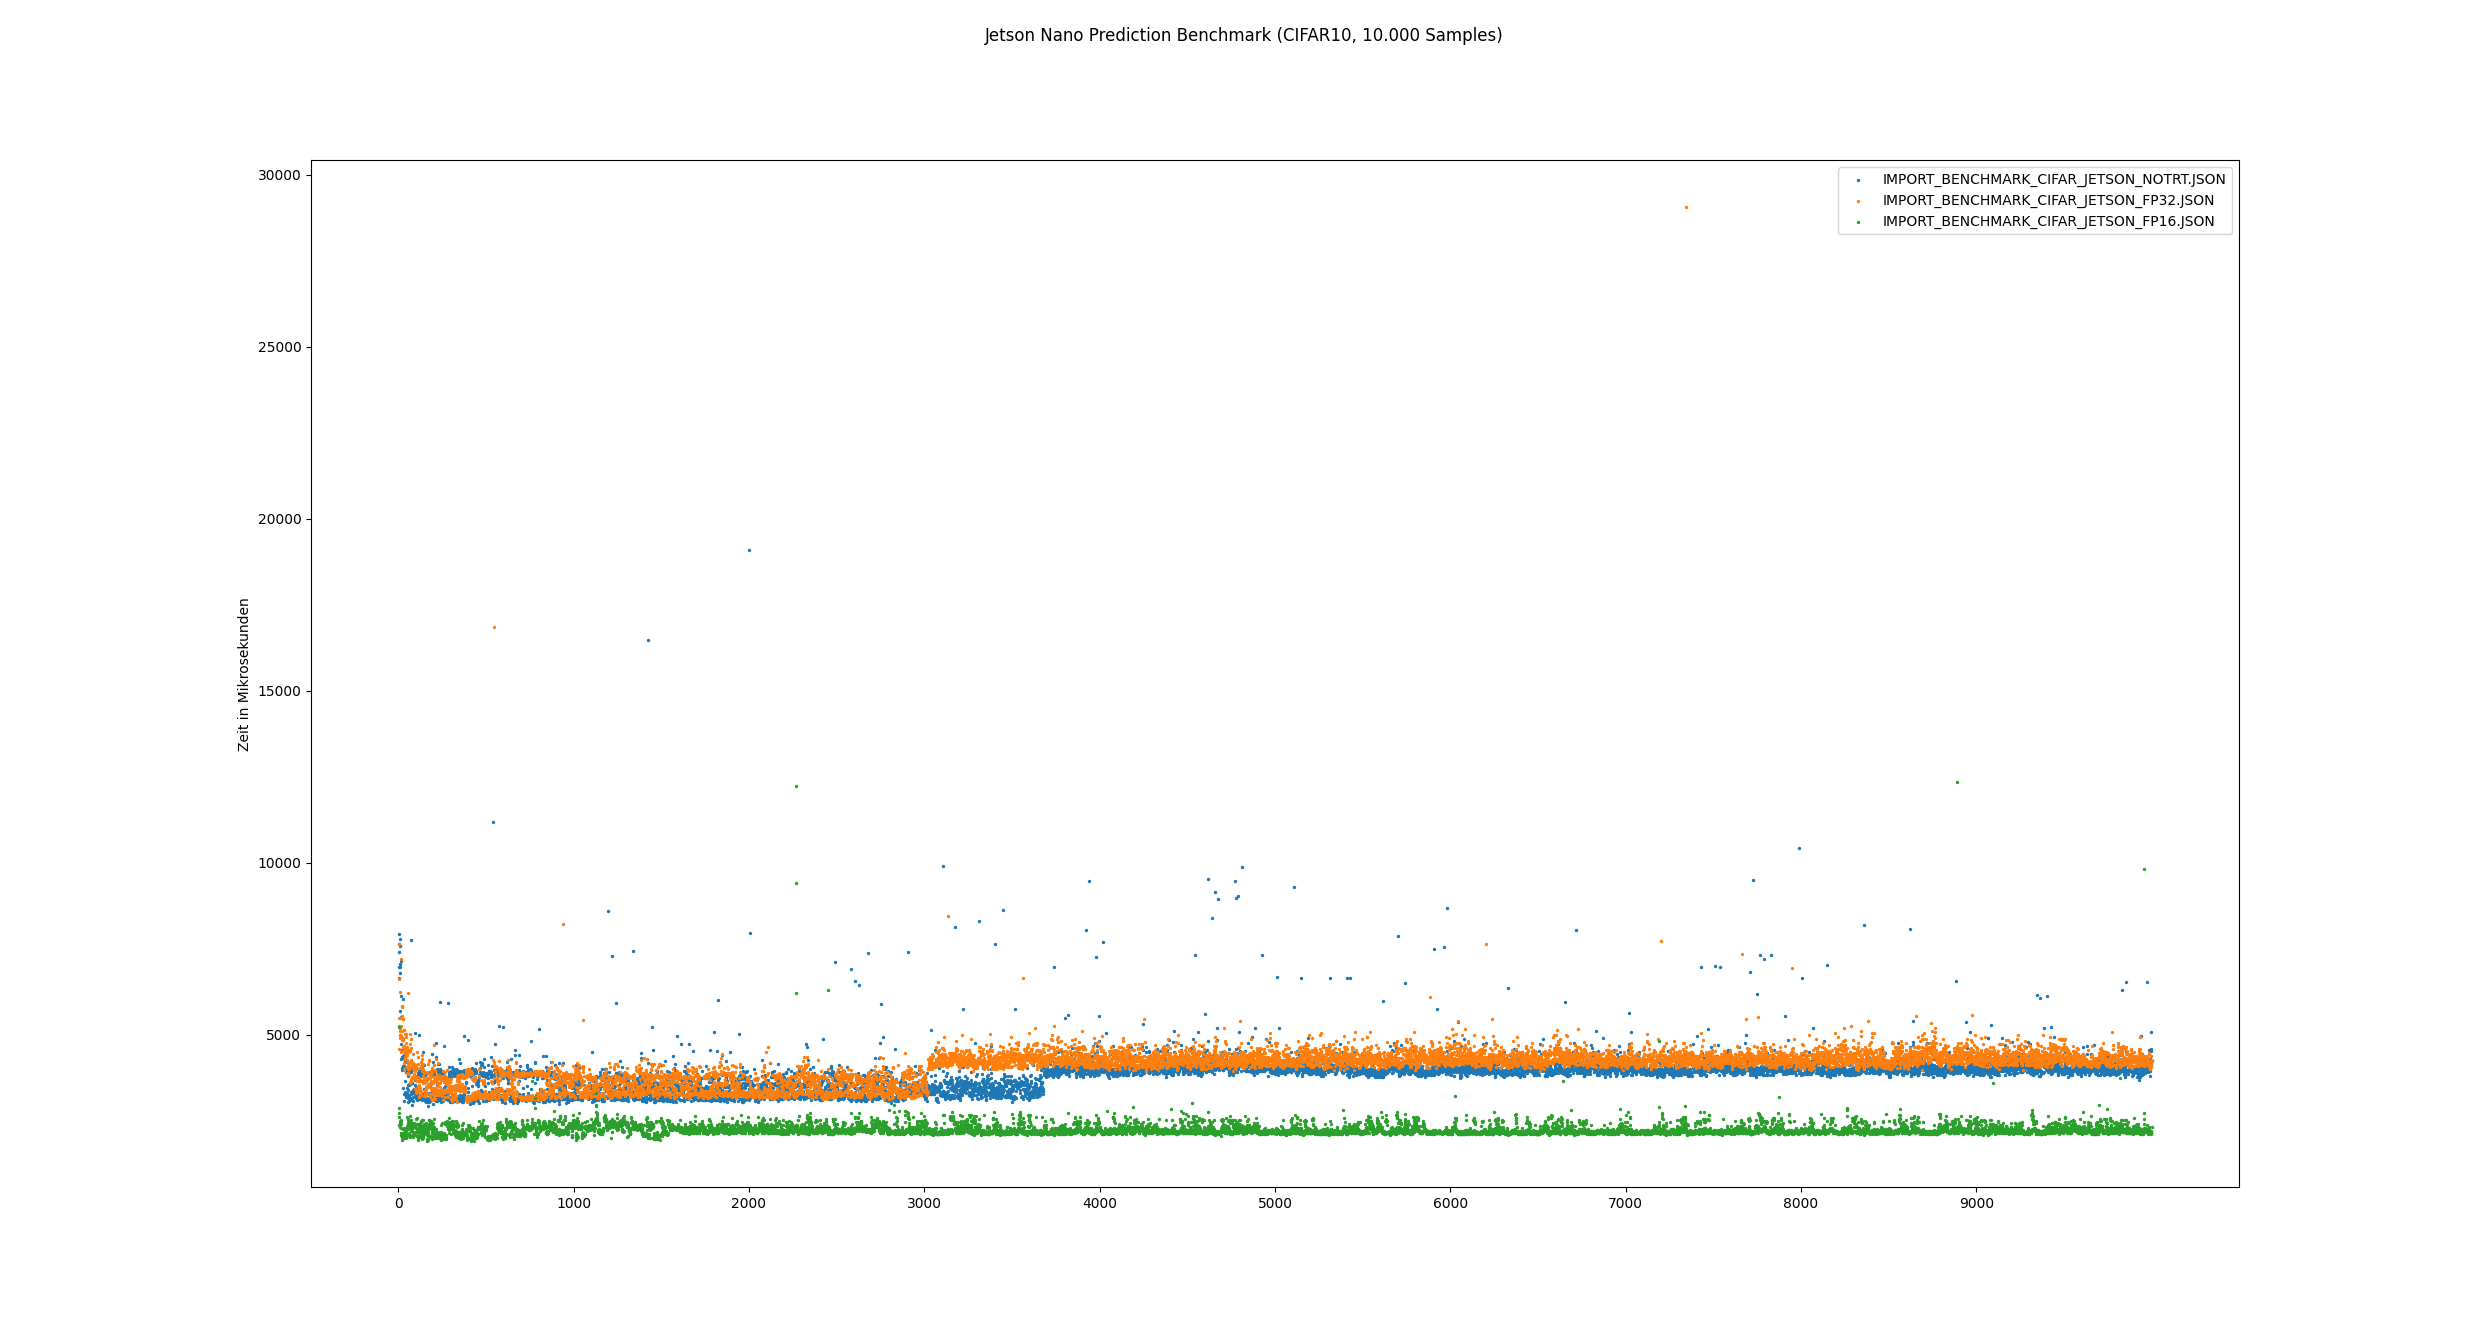 Jetson Nano Prediction Benchmark (CIFAR10, 10.000 Samples)
IMPORT_BENCHMARK_CIFAR_JETSON_NOTRT.JSON
IMPORT_BENCHMARK_CIFAR_JETSON_FP32.JSON
IMPORT_BENCHMARK_CIFAR_JETSON_FP16.JSON
Zeit in Mikrosekunden
30000
25000
20000
15000
10000
5000
0 1000 2000 3000 4000 5000 6000 7000 8000 9000